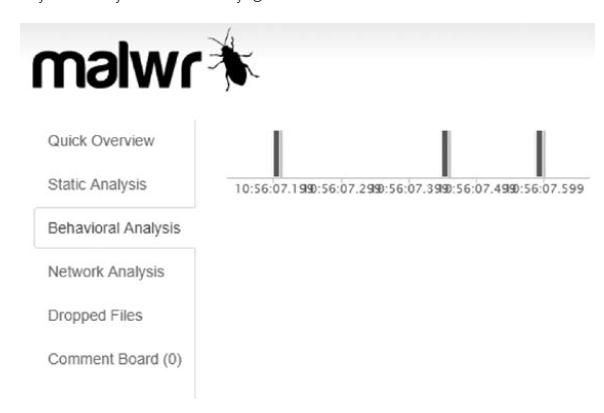 malwr
Quick Overview
Static Analysis
10:56:07.199 10:56:07.299 10:56:07.399 10:56:07.499 10:56:07.599
Behavioral Analysis
Network Analysis
Dropped Files
Comment Board (0)